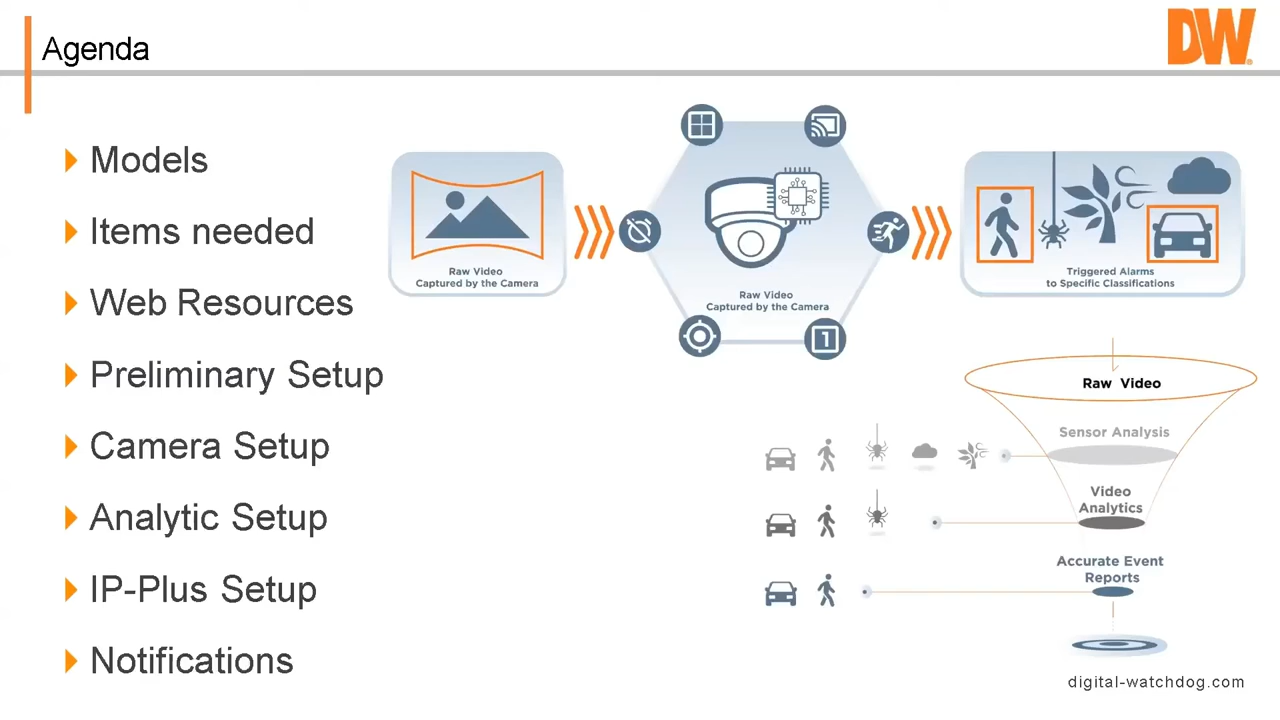 Agenda
DW
Models
Items needed
Web Resources
Preliminary Setup
Camera Setup
Analytic Setup
IP-Plus Setup
Notifications
Raw Video
Captured by the Camera
1
Raw Video
Captured by the Camera
Triggered Alarms
to Specific Classifications
Raw Video
Sensor Analysis
Video
Analytics
Accurate Event
Reports
digital-watchdog.com